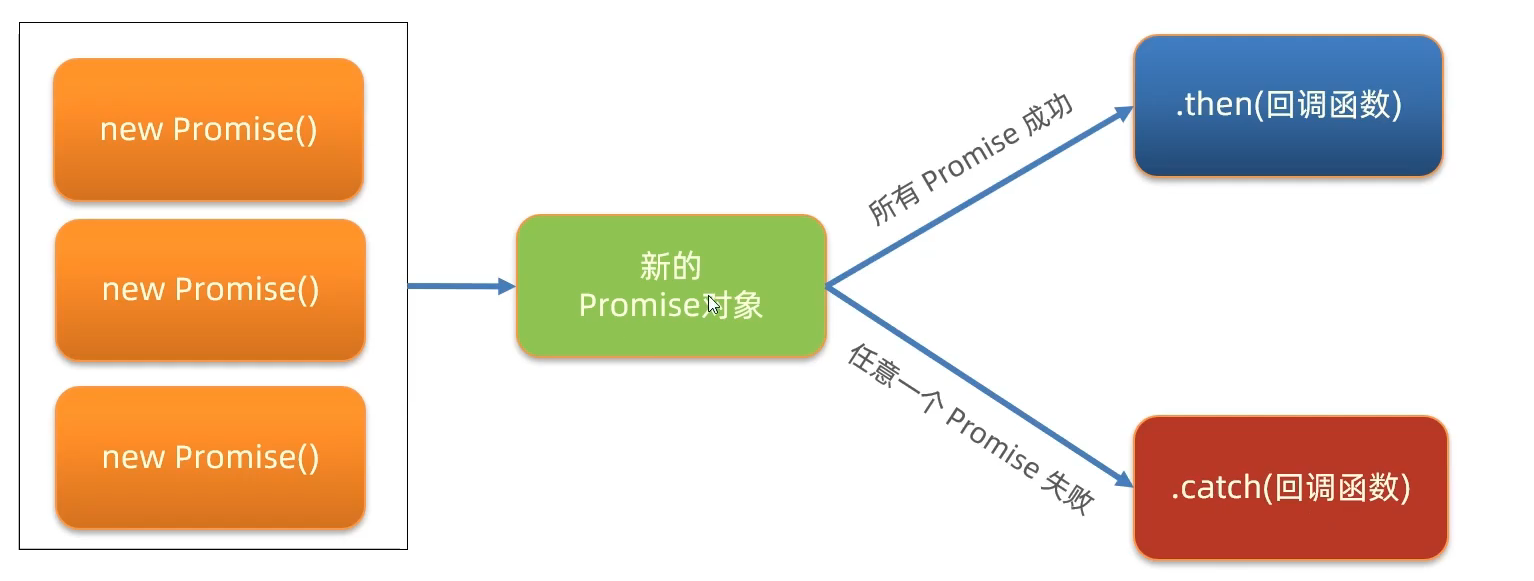 new Promise()
new Promise()
new Promise()
新的
Promise对象
所有 Promise 成功
任意一个 Promise 失败
.then(回调函数)
.catch(回调函数)